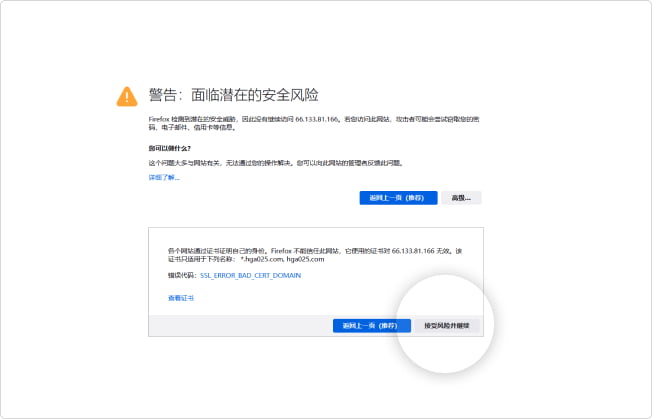 警告：面临潜在的安全风险
Firefox 检测到潜在的安全威胁，因此没有继续访问 66.133.81.166。若您访问此网站，攻击者可能会尝试窃取您的密
码、电子邮件、信用卡等信息。
您可以做什么？
这个问题大多与网站有关，无法通过您的操作解决。您可以向此网站的管理者反馈此问题。
详细了解…
返回上一页（推荐）
高级…
各个网站通过证书证明自己的身份。Firefox 不能信任此网站，它使用的证书对 66.133.81.166 无效。该
证书只适用于下列名称： *.hga025.com, hga025.com
错误代码：SSL_ERROR_BAD_CERT_DOMAIN
查看证书
返回上一页（推荐）
接受风险并继续